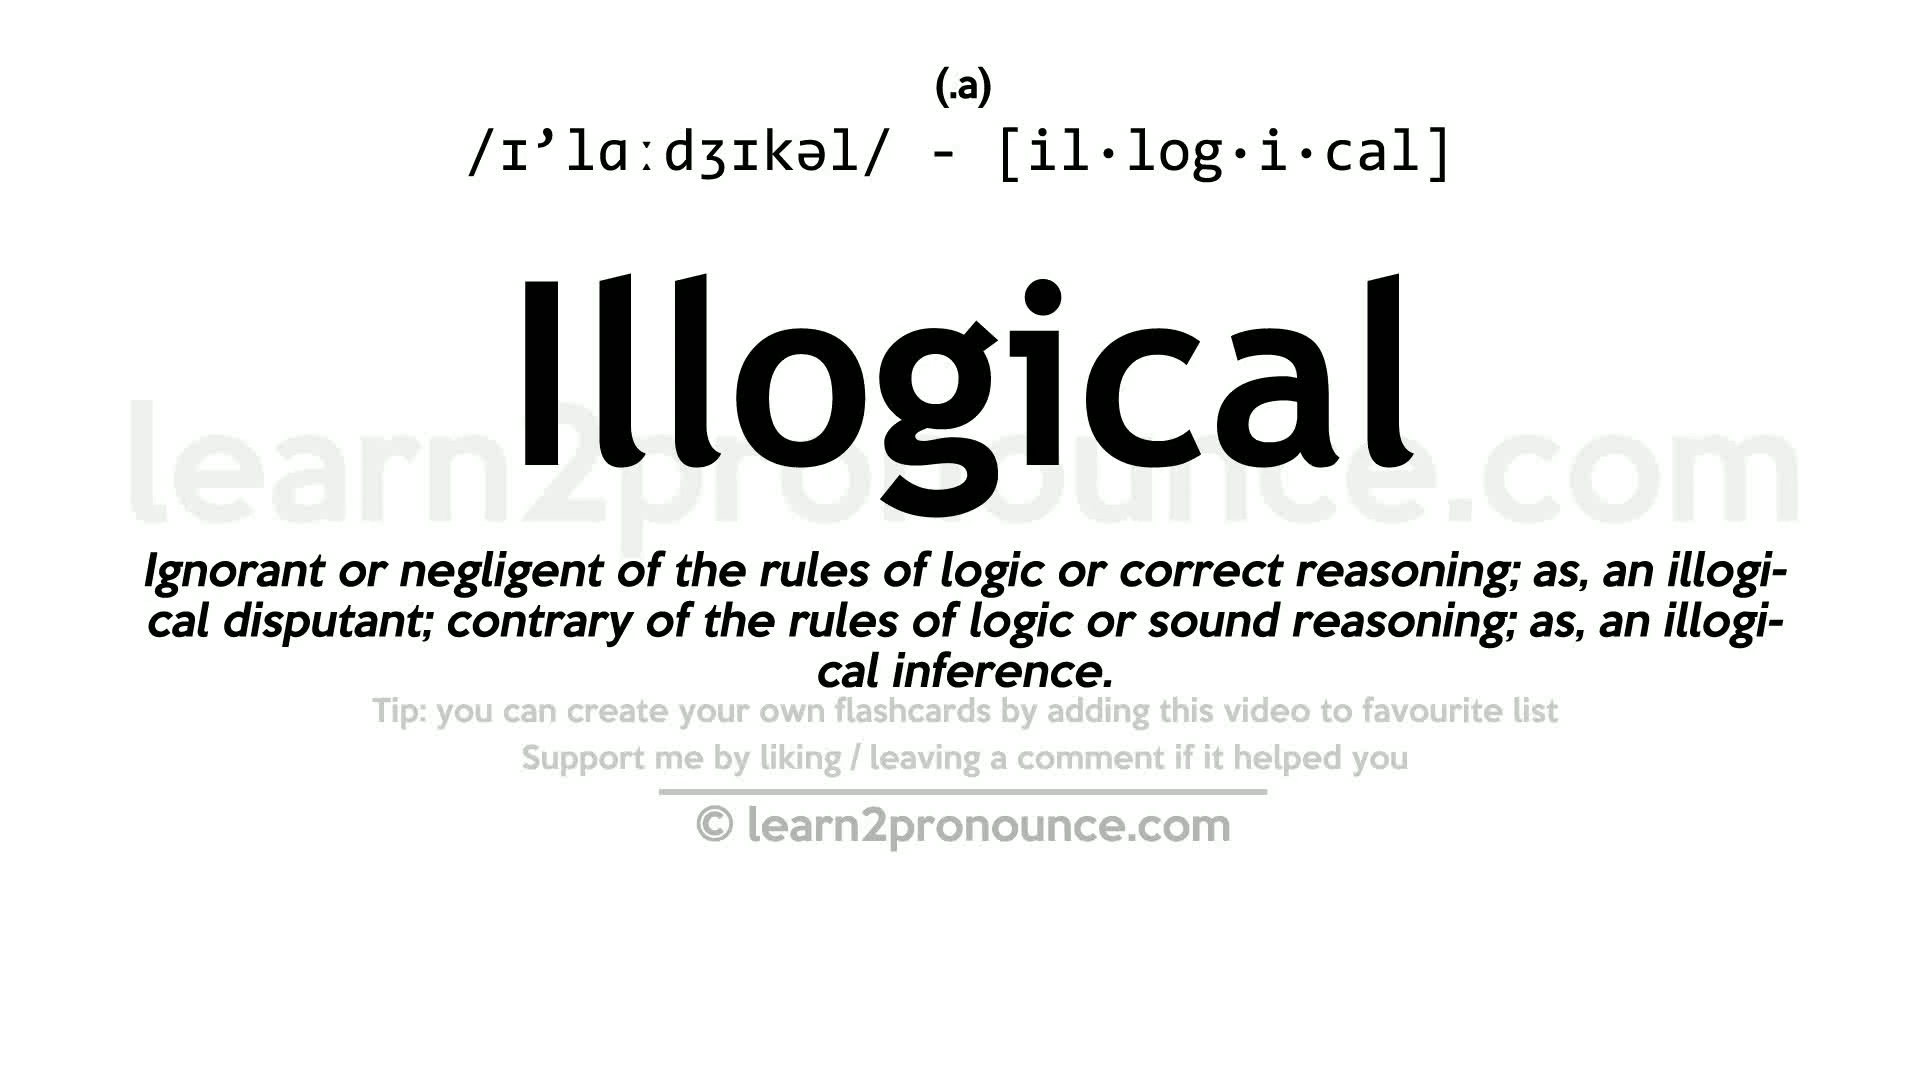 (.a)
/ɪ’lɑːdʒɪkəl/ - [il·log·i·cal]
Illogical
learn2pronounce.com
Ignorant or negligent of the rules of logic or correct reasoning; as, an illogi-
cal disputant; contrary of the rules of logic or sound reasoning; as, an illogi-
cal inference.
Tip: you can create your own flashcards by adding this video to favourite list
Support me by liking / leaving a comment if it helped you
© learn2pronounce.com